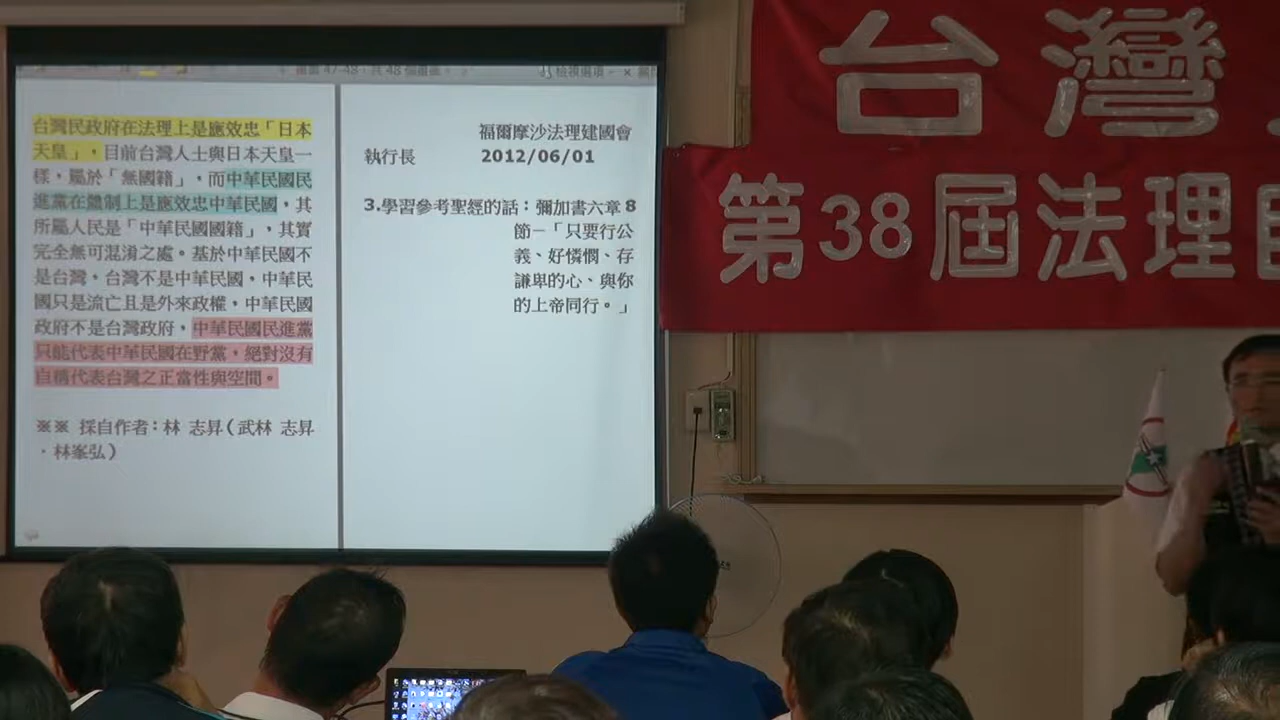 台灣民政府在法理上是應效忠「日本
天皇」，目前台灣人士與日本天皇一
樣，屬於「無國籍」，而中華民國民
進黨在體制上是應效忠中華民國，其
所屬人民是「中華民國國籍」，其實
完全無可混淆之處。基於中華民國不
是台灣，台灣不是中華民國，中華民
國只是流亡且是外來政權，中華民國
政府不是台灣政府，中華民國民進黨
只能代表中華民國在野黨，絕對沒有
自稱代表台灣之正當性與空間。
※※ 採自作者：林 志昇(武林 志昇
．林峯弘)
福爾摩沙法理建國會
執行長 2012/06/01
3.學習參考聖經的話：彌加書六章 8
節－「只要行公
義、好憐憫、存
謙卑的心、與你
的上帝同行。」
台灣
第38屆法理